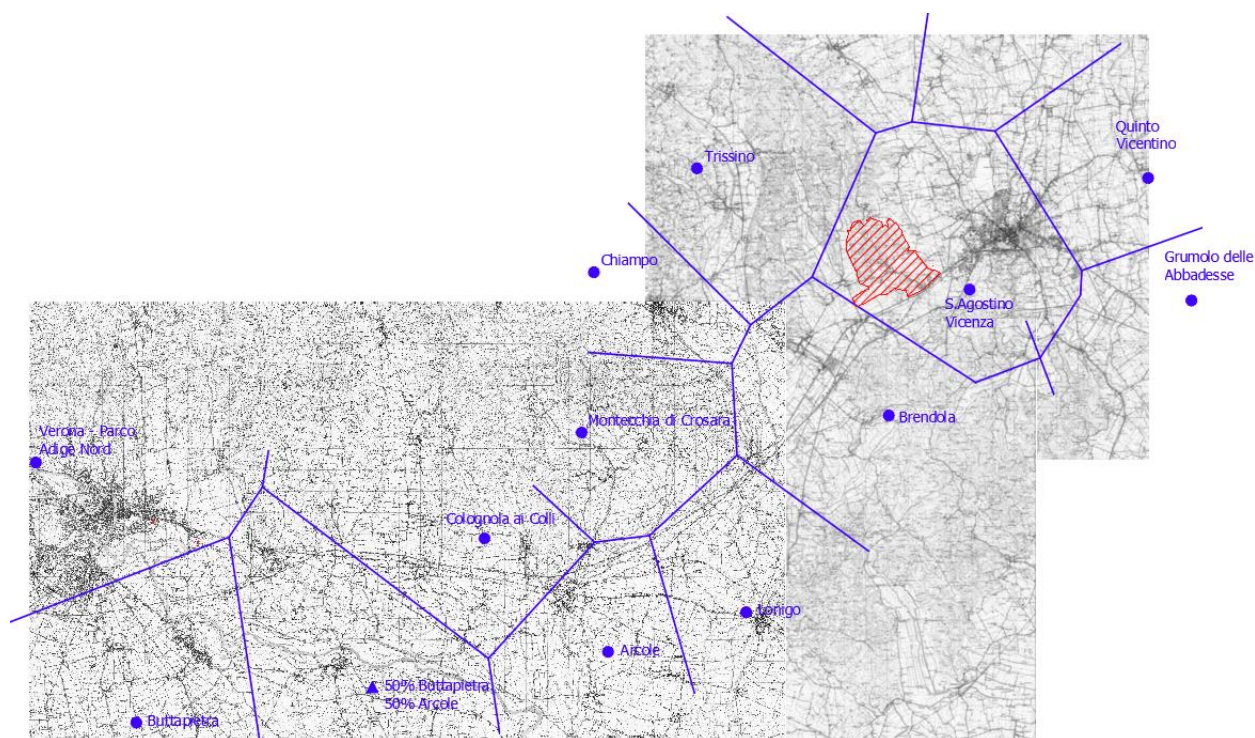 Quinto
Vicentino
Trissino
Grumolo delle
Abbadesse
Chiampo
S.Agostino
Vicenza
Brendola
Montecchia di Crosara
Verona - Parco
Adige Nord
Colognola ai Colli
Lonigo
Arcole
50% Buttapietra
50% Arcole
Buttapietra